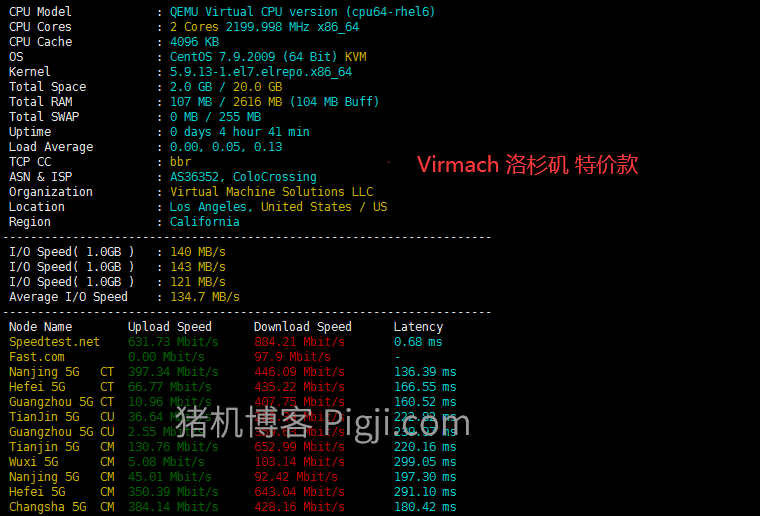 CPU Model : QEMU Virtual CPU version (cpu64-rhel6)
CPU Cores : 2 Cores 2199.998 MHz x86_64
CPU Cache : 4096 KB
OS : CentOS 7.9.2009 (64 Bit) KVM
Kernel : 5.9.13-1.el7.elrepo.x86_64
Total Space : 2.0 GB / 20.0 GB
Total RAM : 107 MB / 2616 MB (104 MB Buff)
Total SWAP : 0 MB / 255 MB
Uptime : 0 days 4 hour 41 min
Load Average : 0.00, 0.05, 0.13
TCP CC : bbr
Virmach 洛杉矶 特价款
ASN & ISP : AS36352, ColoCrossing
Organization : Virtual Machine Solutions LLC
Location : Los Angeles, United States / US
Region : California
----------------------------------------------------------------------
I/O Speed( 1.0GB ) : 140 MB/s
I/O Speed( 1.0GB ) : 143 MB/s
I/O Speed( 1.0GB ) : 121 MB/s
Average I/O Speed : 134.7 MB/s
----------------------------------------------------------------------
Node Name Upload Speed Download Speed Latency
Speedtest.net 631.73 Mbit/s 884.21 Mbit/s 0.68 ms
Fast.com 0.00 Mbit/s 97.9 Mbit/s -
Nanjing 5G CT 397.34 Mbit/s 446.09 Mbit/s 136.39 ms
Hefei 5G CT 66.77 Mbit/s 435.22 Mbit/s 166.55 ms
Guangzhou 5G CT 10.96 Mbit/s 407.75 Mbit/s 160.52 ms
TianJin 5G CU 36.64 ms
猪机博客 Pigji.com
Guangzhou 5G CU 2.55 ms
Tianjin 5G CM 130.76 Mbit/s 652.99 Mbit/s 220.16 ms
Wuxi 5G CM 5.08 Mbit/s 103.14 Mbit/s 299.05 ms
Nanjing 5G CM 45.01 Mbit/s 92.42 Mbit/s 197.30 ms
Hefei 5G CM 350.39 Mbit/s 643.04 Mbit/s 291.10 ms
Changsha 5G CM 384.14 Mbit/s 428.16 Mbit/s 180.42 ms